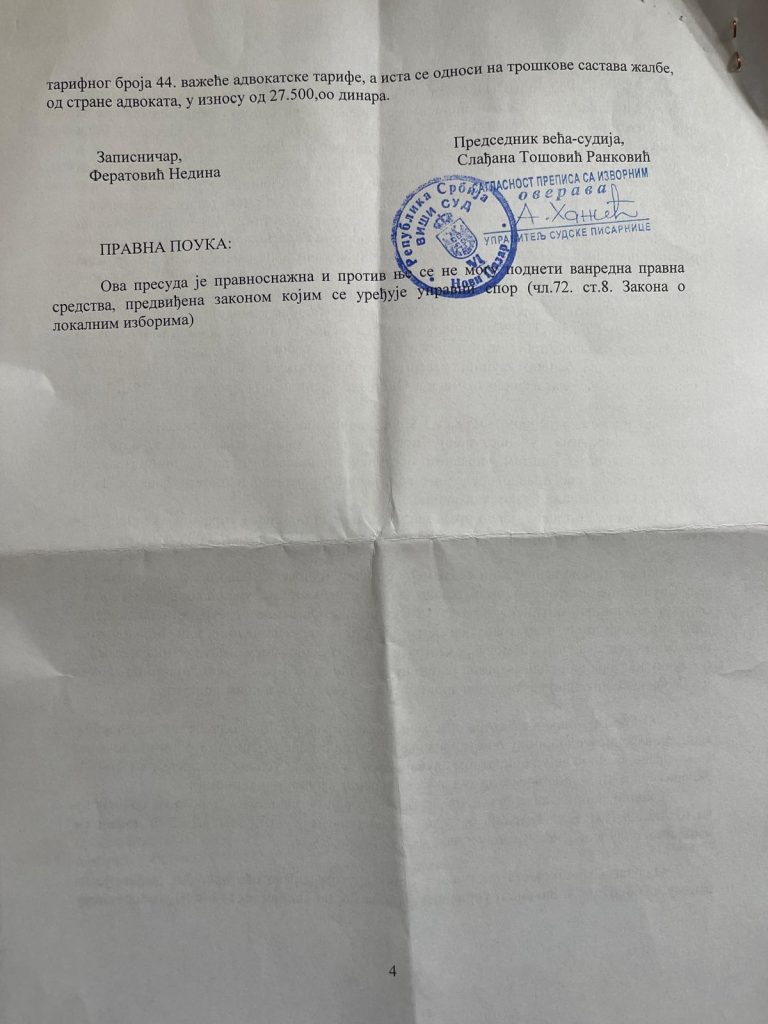 тарифног броја 44. важеће адвокатске тарифе, а иста се односи на трошкове састава жалбе,
од стране адвоката, у износу од 27.500,оо динара.
Записничар,
Фератовић Недина
Председник већа-судија,
Слађана Тошовић Ранковић
САГЛАСНОСТ ПРЕПИСА СА ИЗВОРНИМ
оверава
А. Ханић
УПРАВИТЕЉ СУДСКЕ ПИСАРНИЦЕ
Република Србија
ВИШИ СУД
VI
Нови Пазар
ПРАВНА ПОУКА:
Ова пресуда је правноснажна и против ње се не могу поднети ванредна правна
средства, предвиђена законом којим се уређује управни спор (чл.72. ст.8. Закона о
локалним изборима)
4